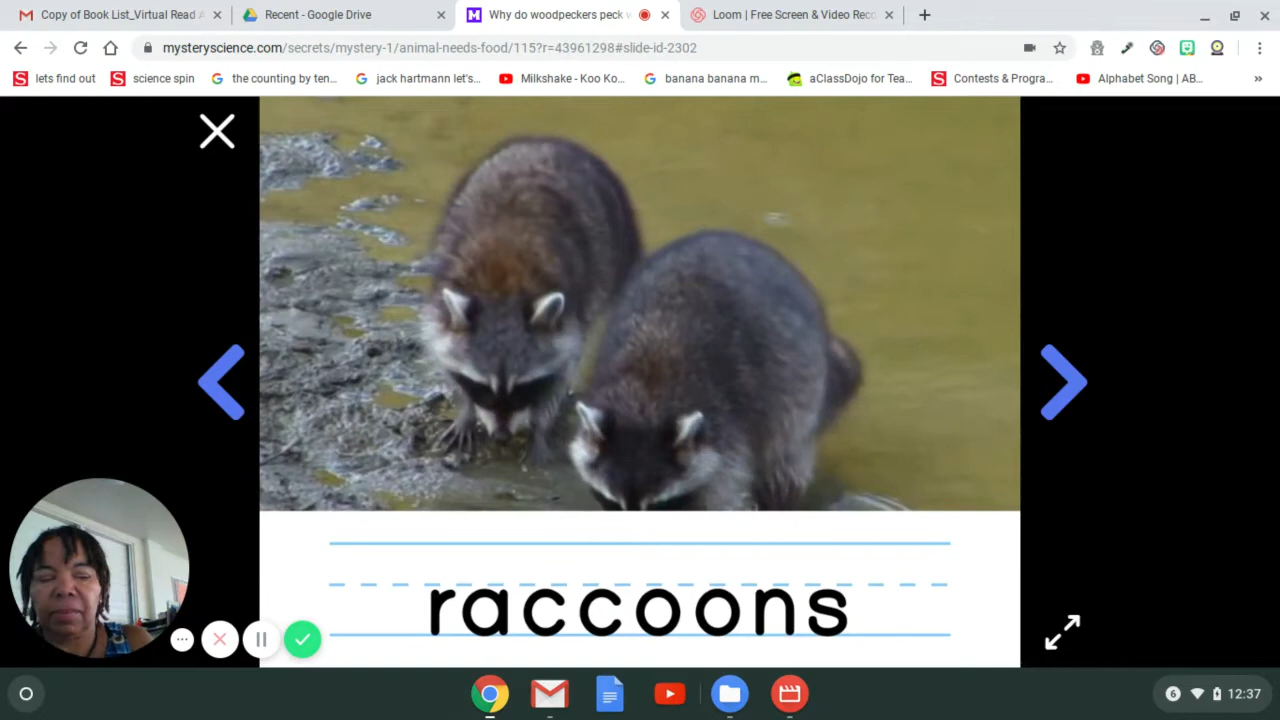 Copy of Book List_Virtual Read A
Recent - Google Drive
Why do woodpeckers peck w
Loom | Free Screen & Video Reco
mysteryscience.com/secrets/mystery-1/animal-needs-food/115?r=43961298#slide-id-2302
lets find out
science spin
the counting by ten...
jack hartmann let's...
Milkshake - Koo Ko...
banana banana m...
aClassDojo for Tea...
Contests & Progra...
Alphabet Song | AB...
raccoons
6
12:37